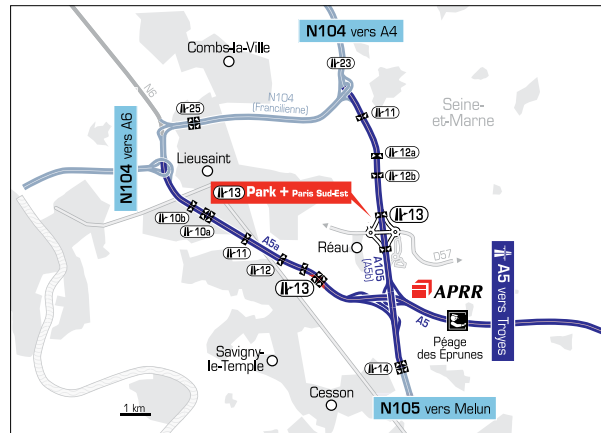 N104 vers A4
Combs-la-Ville
23
N6
N104
(Francilienne)
25
11
Seine-
et-Marne
N104 vers A6
Lieusaint
12a
12b
13 Park + Paris Sud-Est
13
10b
10a
11
A5a
12
13
Réau
A105
(A5b)
D57
APRR
A5
A5 vers Troyes
Péage
des Éprunes
Savigny-
le-Temple
14
Cesson
1 km
N105 vers Melun